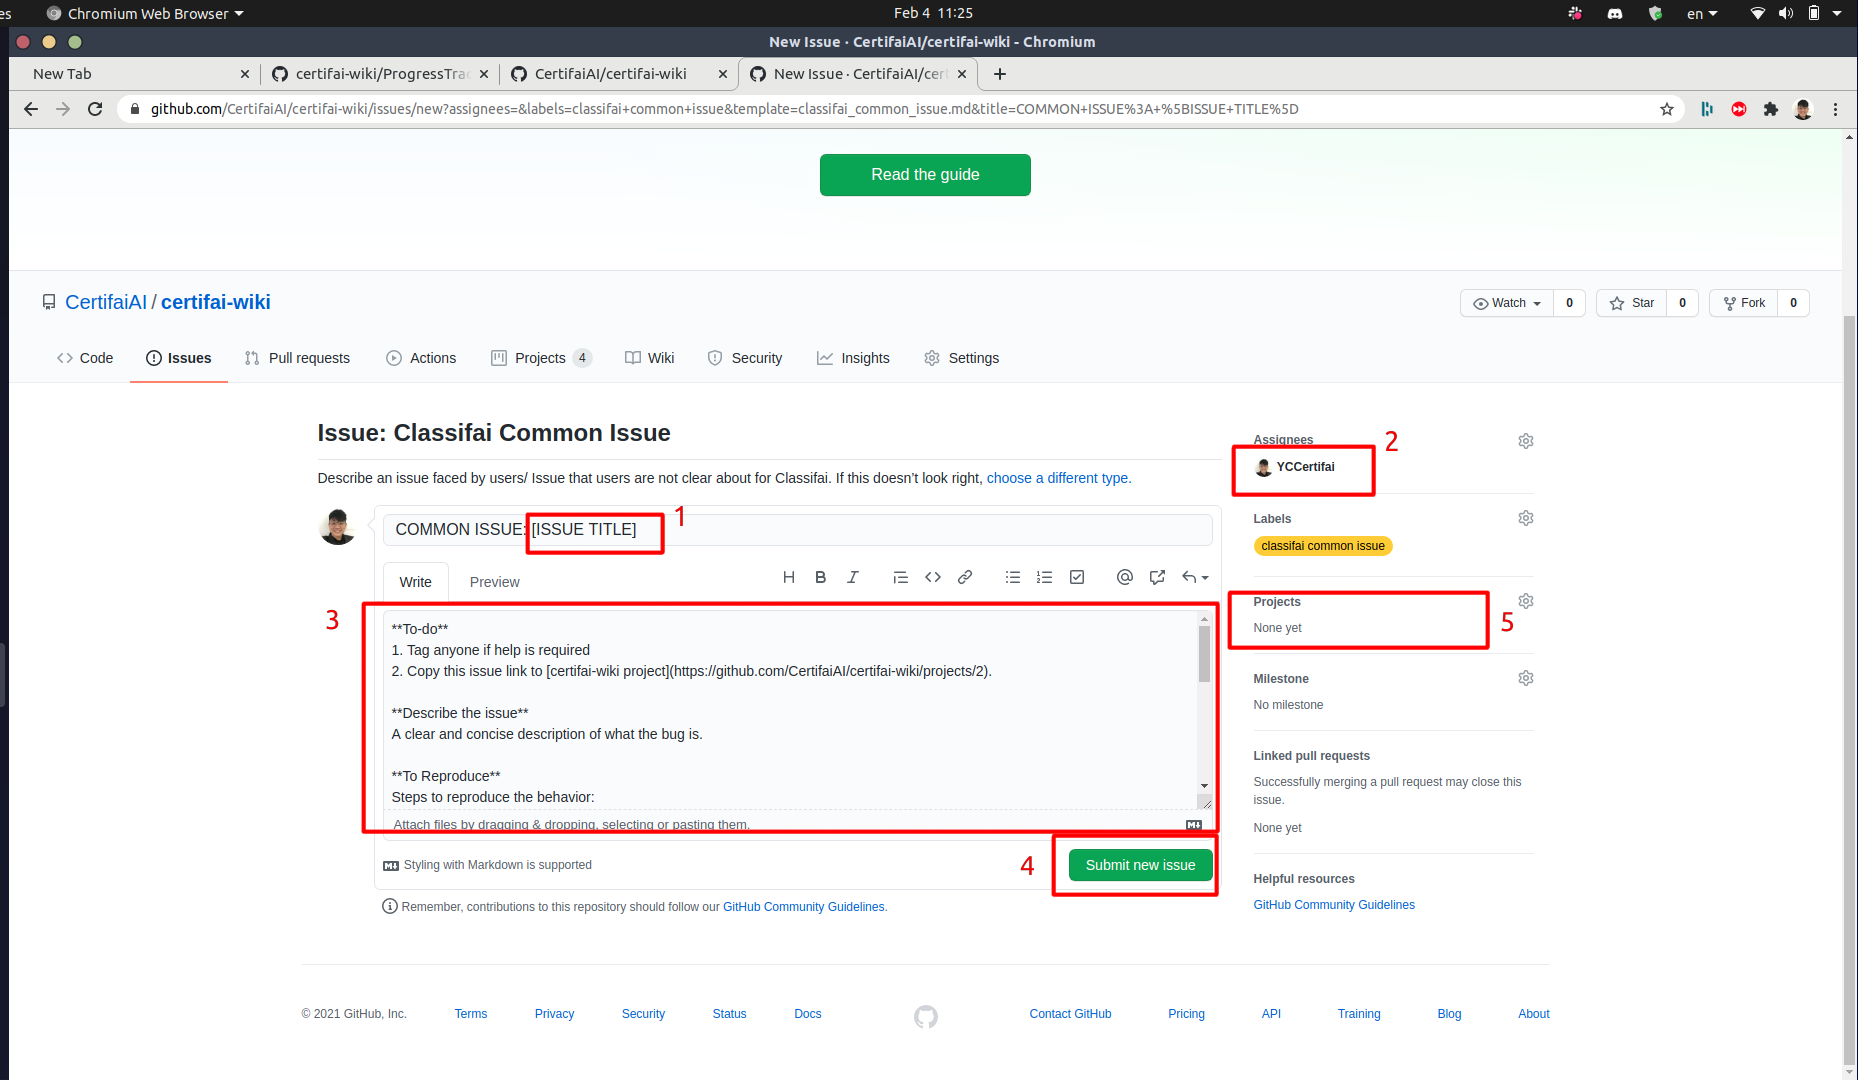 es
Chromium Web Browser
Feb 4 11:25
en
New Issue · CertifaiAI/certifai-wiki - Chromium
New Tab
certifai-wiki/ProgressTrac
CertifaiAI/certifai-wiki
New Issue · CertifaiAI/cert
github.com/CertifaiAI/certifai-wiki/issues/new?assignees=&labels=classifai+common+issue&template=classifai_common_issue.md&title=COMMON+ISSUE%3A+%5BISSUE+TITLE%5D
Read the guide
CertifaiAI / certifai-wiki
Watch 0
Star 0
Fork 0
Code
Issues
Pull requests
Actions
Projects 4
Wiki
Security
Insights
Settings
Issue: Classifai Common Issue
Describe an issue faced by users/ Issue that users are not clear about for Classifai. If this doesn’t look right, choose a different type.
COMMON ISSUE: [ISSUE TITLE]
1
Write
Preview
H B I
3
**To-do**
1. Tag anyone if help is required
2. Copy this issue link to [certifai-wiki project](https://github.com/CertifaiAI/certifai-wiki/projects/2).
**Describe the issue**
A clear and concise description of what the bug is.
**To Reproduce**
Steps to reproduce the behavior:
Attach files by dragging & dropping, selecting or pasting them.
Styling with Markdown is supported
4
Submit new issue
Remember, contributions to this repository should follow our GitHub Community Guidelines.
Assignees
2
YCCertifai
Labels
classifai common issue
Projects
None yet
5
Milestone
No milestone
Linked pull requests
Successfully merging a pull request may close this
issue.
None yet
Helpful resources
GitHub Community Guidelines
© 2021 GitHub, Inc.
Terms
Privacy
Security
Status
Docs
Contact GitHub
Pricing
API
Training
Blog
About